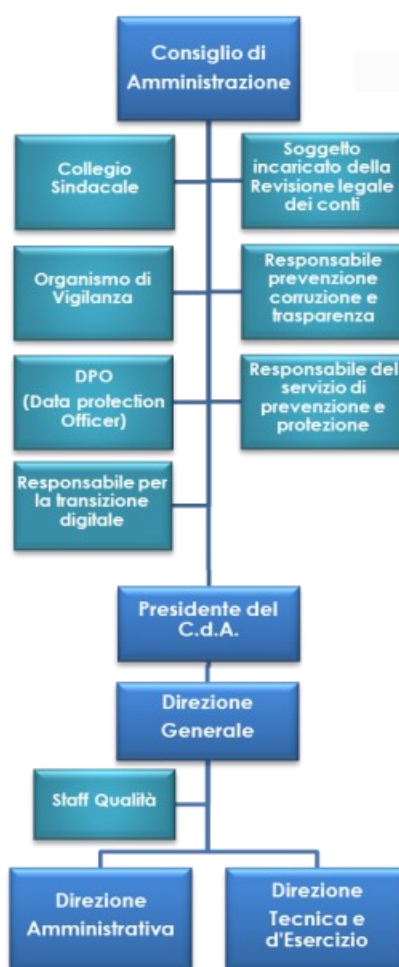 Consiglio di
Amministrazione
Collegio
Sindacale
Soggetto
incaricato della
Revisione legale
dei conti
Organismo di
Vigilanza
Responsabile
prevenzione
corruzione e
trasparenza
DPO
(Data protection
Officer)
Responsabile del
servizio di
prevenzione e
protezione
Responsabile per
la transizione
digitale
Presidente del
C.d.A.
Direzione
Generale
Staff Qualità
Direzione
Amministrativa
Direzione
Tecnica e
d'Esercizio